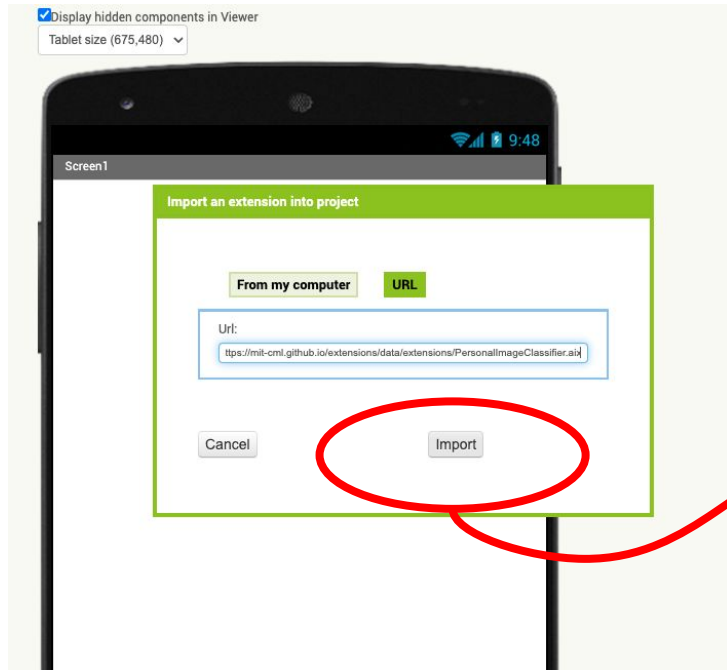 Display hidden components in Viewer
Tablet size (675,480)
9:48
Screen1
Import an extension into project
From my computer
URL
Url:
ttps://mit-cml.github.io/extensions/data/extensions/PersonalImageClassifier.aix
Cancel
Import